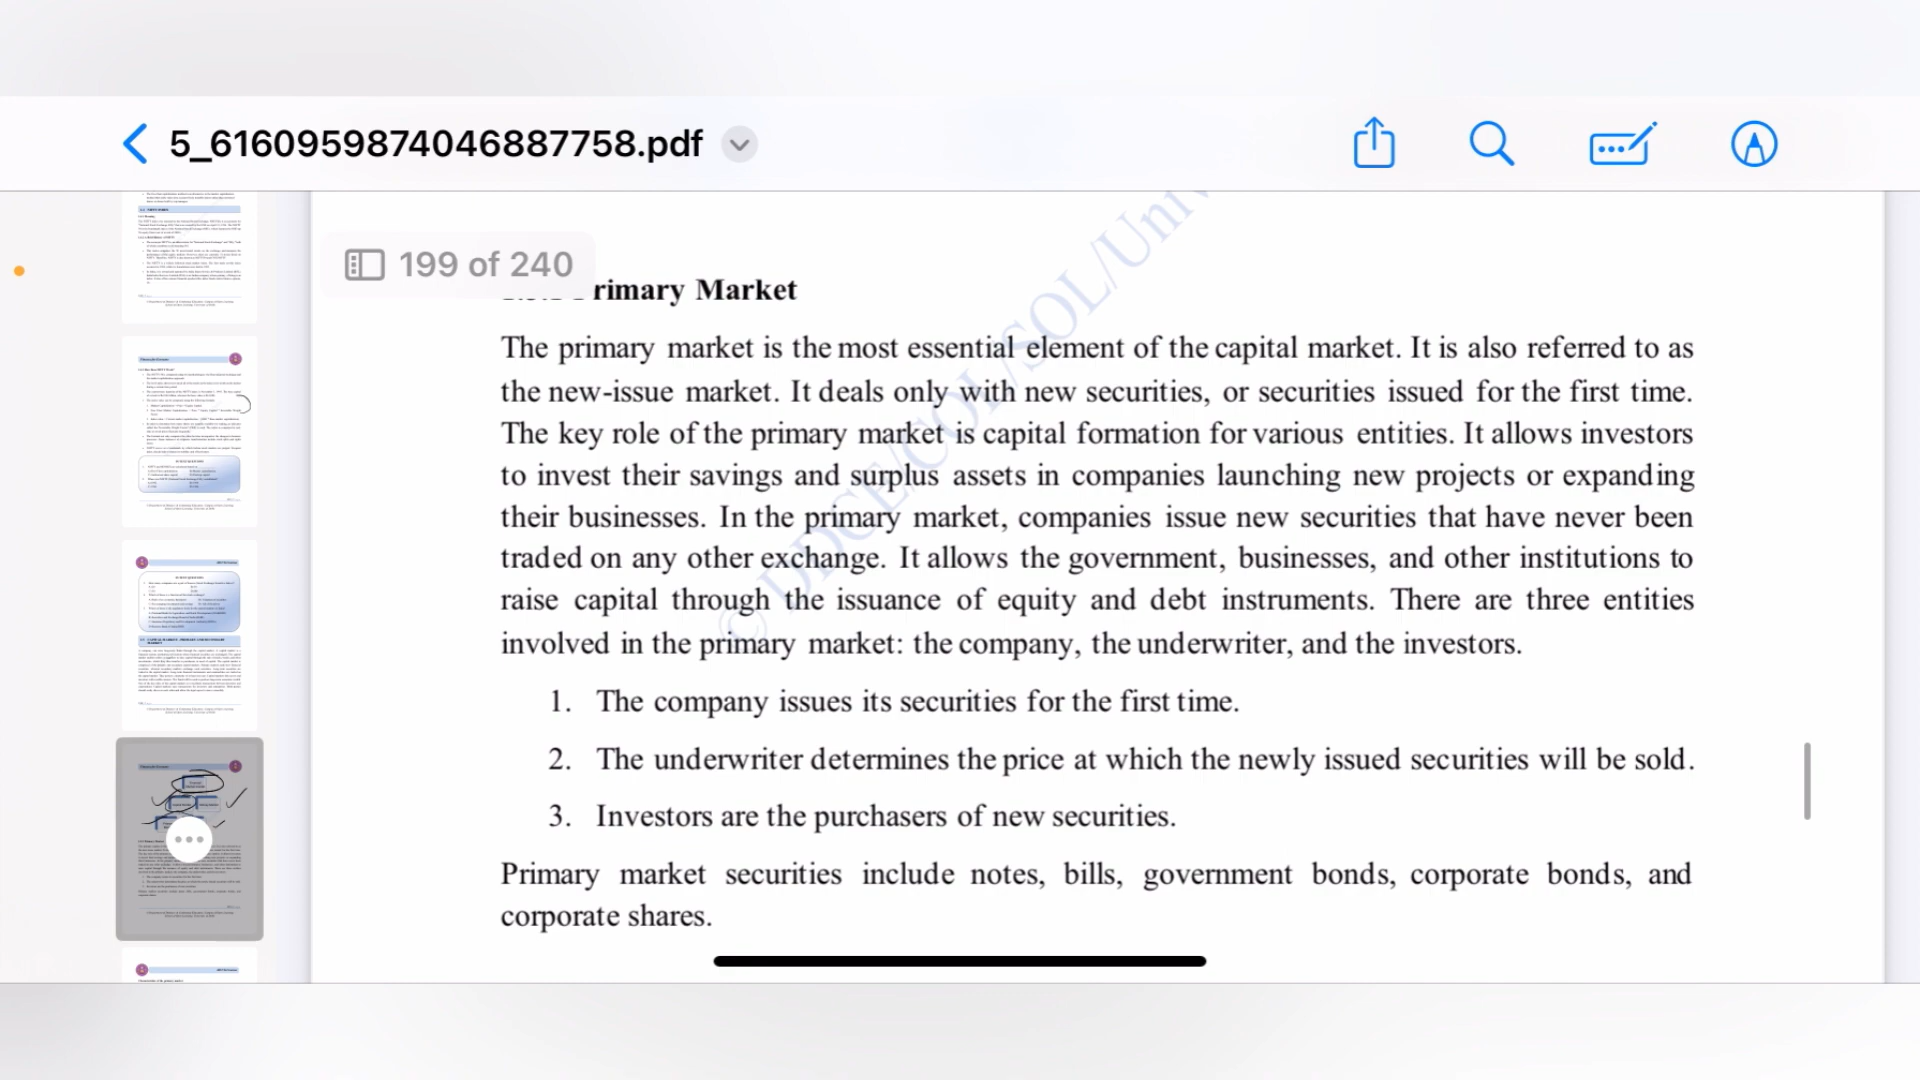 5_6160959874046887758.pdf
199 of 240
rimary Market
The primary market is the most essential element of the capital market. It is also referred to as
the new-issue market. It deals only with new securities, or securities issued for the first time.
The key role of the primary market is capital formation for various entities. It allows investors
to invest their savings and surplus assets in companies launching new projects or expanding
their businesses. In the primary market, companies issue new securities that have never been
traded on any other exchange. It allows the government, businesses, and other institutions to
raise capital through the issuance of equity and debt instruments. There are three entities
involved in the primary market: the company, the underwriter, and the investors.
1. The company issues its securities for the first time.
2. The underwriter determines the price at which the newly issued securities will be sold.
3. Investors are the purchasers of new securities.
Primary market securities include notes, bills, government bonds, corporate bonds, and
corporate shares.
© DDCE/COL/SOL/Univ